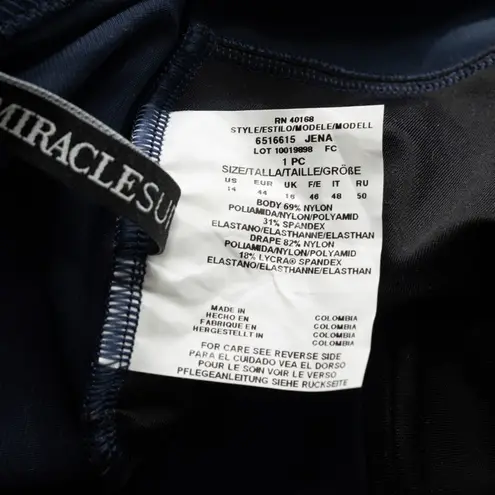 MIRACLESU
RN 40168
STYLE/ESTILO/MODELE/MODELL
6516615 JENA
LOT 10019898 FC
1 PC
SIZE/TALLA/TAILLE/GRÖßE
US EUR UK F/E IT RU
14 44 16 46 48 50
BODY 69% NYLON
POLIAMIDA/NYLON/POLYAMID
31% SPANDEX
ELASTANO/ELASTHANNE/ELASTHAN
DRAPE 82% NYLON
POLIAMIDA/NYLON/POLYAMID
18% LYCRA® SPANDEX
ELASTANO/ELASTHANNE/ELASTHAN
MADE IN COLOMBIA
HECHO EN COLOMBIA
FABRIQUE EN COLOMBIE
HERGESTELLT IN COLOMBIA
FOR CARE SEE REVERSE SIDE
PARA EL CUIDADO VEA EL DORSO
POUR LE SOIN VOIR LE VERSO
PFLEGEANLEITUNG SIEHE RÜCKSEITE